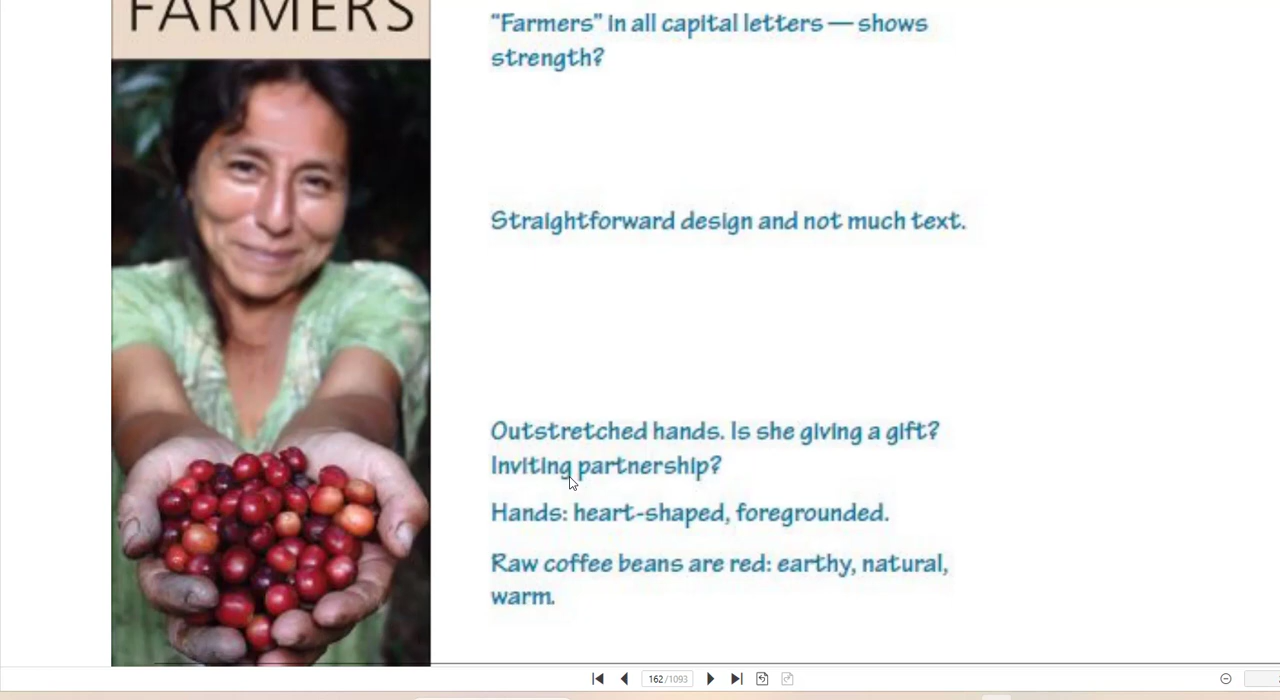 FARMERS
“Farmers” in all capital letters — shows
strength?
Straightforward design and not much text.
Outstretched hands. Is she giving a gift?
Inviting partnership?
Hands: heart-shaped, foregrounded.
Raw coffee beans are red: earthy, natural,
warm.
162/1093